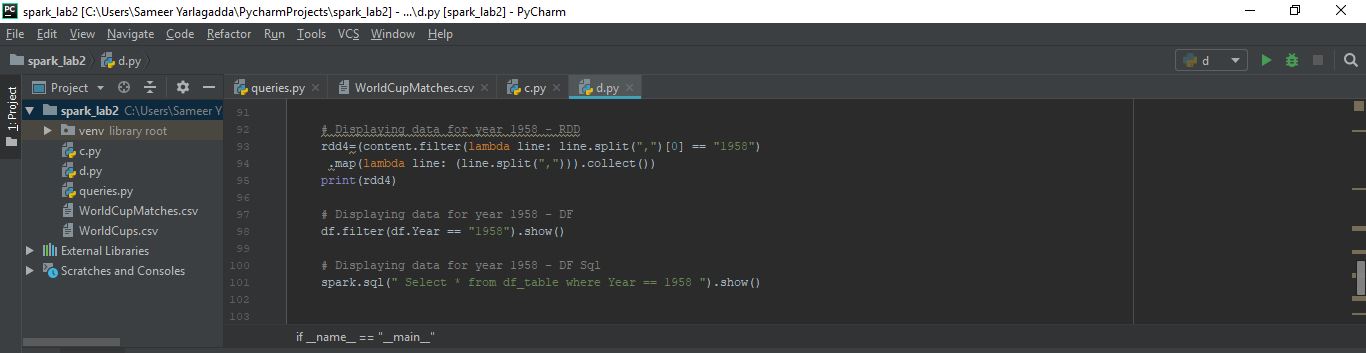 spark_lab2 [C:\Users\Sameer Yarlagadda\PycharmProjects\spark_lab2] - ...\d.py [spark_lab2] - PyCharm
File Edit View Navigate Code Refactor Run Tools VCS Window Help
spark_lab2 d.py d
1: Project
Project
queries.py WorldCupMatches.csv c.py d.py
spark_lab2 C:\Users\Sameer Y
venv library root
c.py
d.py
queries.py
WorldCupMatches.csv
WorldCups.csv
External Libraries
Scratches and Consoles
91
92 # Displaying data for year 1958 - RDD
93 rdd4=(content.filter(lambda line: line.split(",")[0] == "1958")
94 .map(lambda line: (line.split(","))).collect())
95 print(rdd4)
96
97 # Displaying data for year 1958 - DF
98 df.filter(df.Year == "1958").show()
99
100 # Displaying data for year 1958 - DF Sql
101 spark.sql(" Select * from df_table where Year == 1958 ").show()
102
103
if __name__ == "__main__"